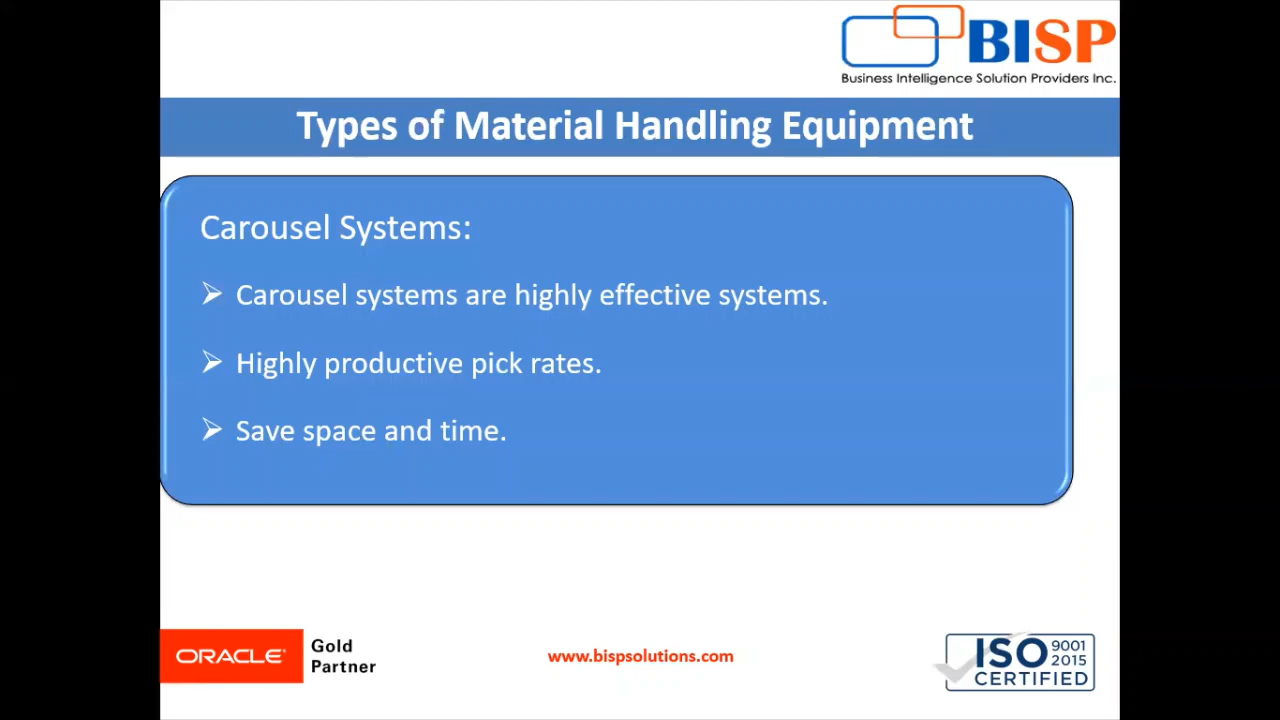 BISP
Business Intelligence Solution Providers Inc.
Types of Material Handling Equipment
Carousel Systems:
Carousel systems are highly effective systems.
Highly productive pick rates.
Save space and time.
ORACLE®
Gold
Partner
www.bispsolutions.com
ISO 9001
2015
CERTIFIED